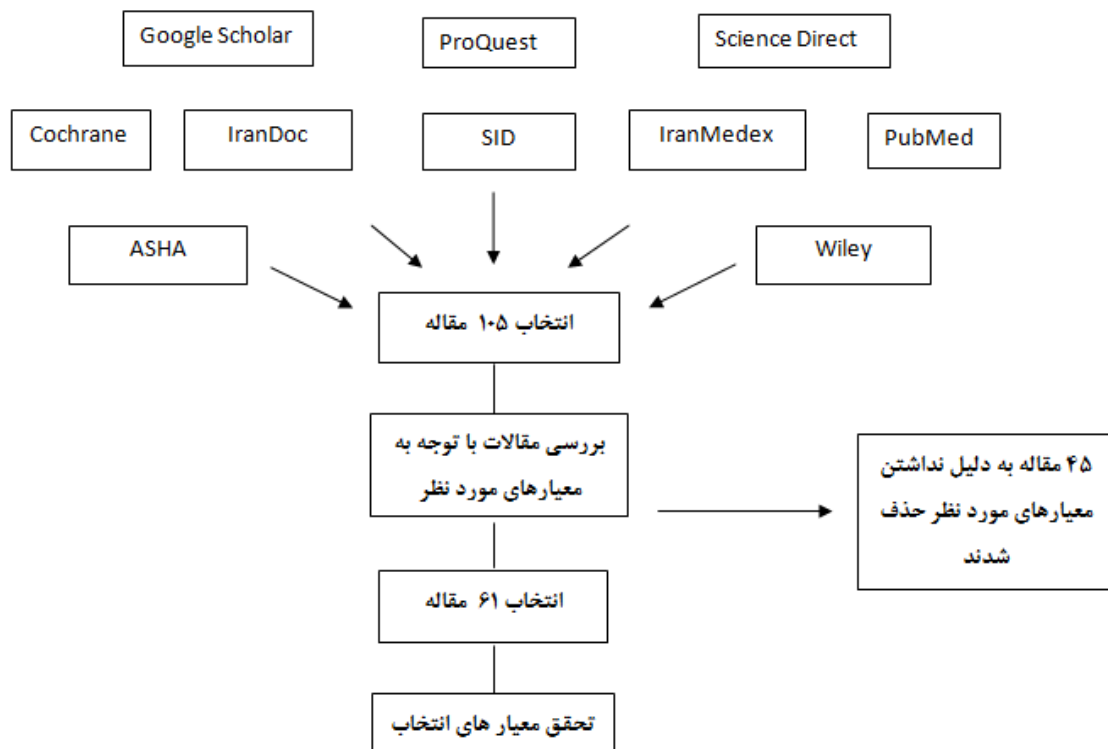 Google Scholar
ProQuest
Science Direct
Cochrane
IranDoc
SID
IranMedex
PubMed
ASHA
Wiley
انتخاب ۱۰۵ مقاله
بررسی مقالات با توجه به
معیارهای مورد نظر
۴۵ مقاله به دلیل نداشتن
معیارهای مورد نظر حذف
شدند
انتخاب ۶۱ مقاله
تحقق معیار های انتخاب